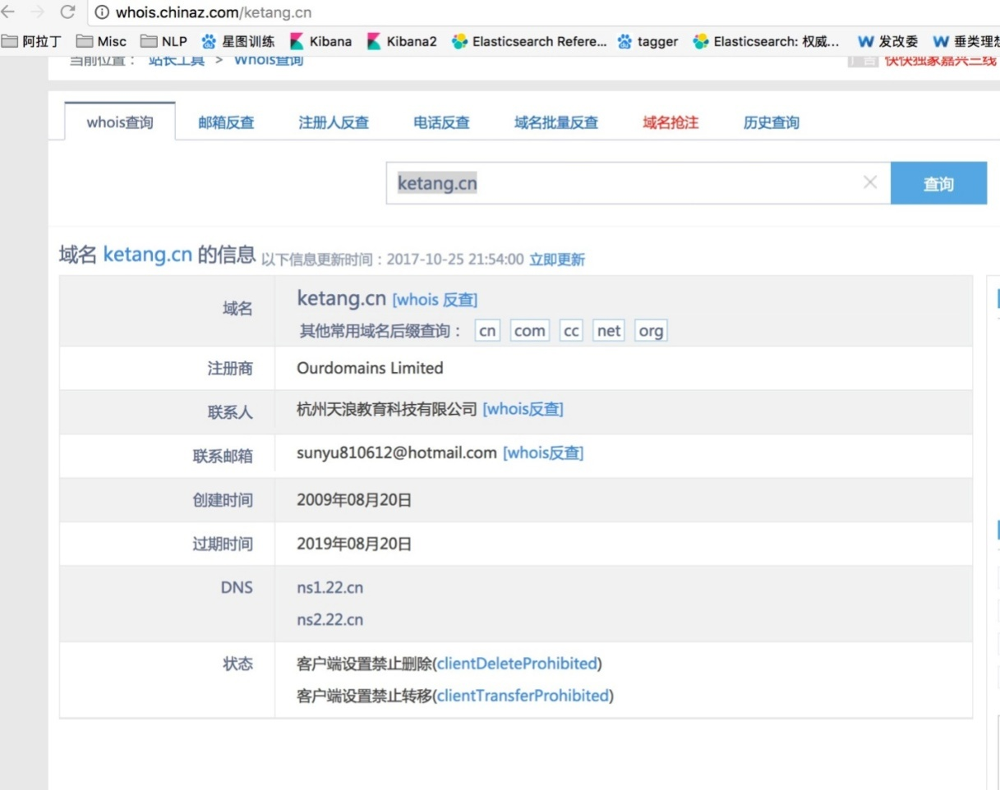 whois.chinaz.com/ketang.cn
阿拉丁 Misc NLP 星图训练 Kibana Kibana2 Elasticsearch Refere... tagger Elasticsearch: 权威... 发改委 垂类理想
当前位置： 站长工具 > Whois查询 广告 快快独家嘉兴三线
whois查询 邮箱反查 注册人反查 电话反查 域名批量反查 域名抢注 历史查询
ketang.cn 查询
域名 ketang.cn 的信息 以下信息更新时间：2017-10-25 21:54:00 立即更新
域名 ketang.cn [whois 反查]
其他常用域名后缀查询： cn com cc net org
注册商 Ourdomains Limited
联系人 杭州天浪教育科技有限公司 [whois反查]
联系邮箱 sunyu810612@hotmail.com [whois反查]
创建时间 2009年08月20日
过期时间 2019年08月20日
DNS ns1.22.cn
ns2.22.cn
状态 客户端设置禁止删除(clientDeleteProhibited)
客户端设置禁止转移(clientTransferProhibited)